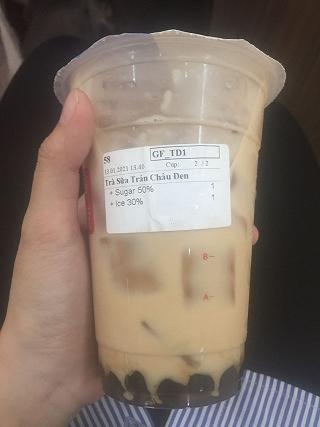 58
GF_TD1
13.01.2021 13.40 Cup: 2 / 2
Trà Sữa Trân Châu Đen
+ Sugar 50% 1
+ Ice 30% 1
B-
A-